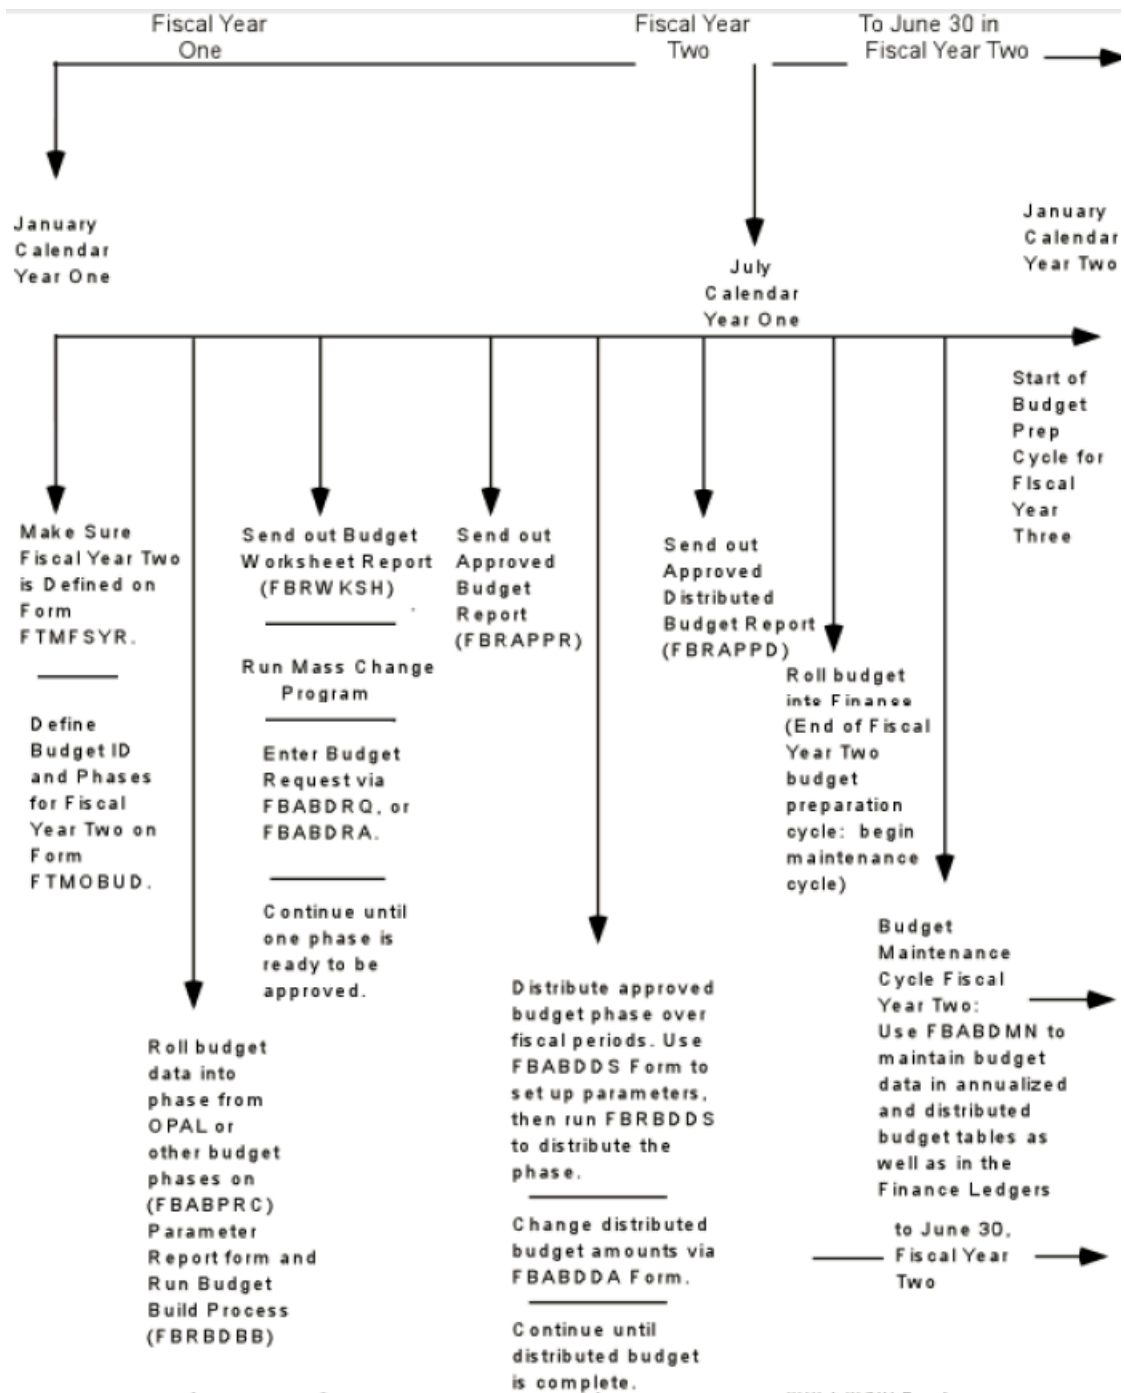 Fiscal Year
One
Fiscal Year
Two
To June 30 in
Fiscal Year Two
January
Calendar
Year One
July
Calendar
Year One
January
Calendar
Year Two
Start of
Budget
Prep
Cycle for
FIscal
Year
Three
Make Sure
Fiscal Year Two
is Defined on
Form
FTMFSYR.
Define
Budget ID
and Phases
for Fiscal
Year Two on
Form
FTMOBUD.
Roll budget
data into
phase from
OPAL or
other budget
phases on
(FBABPRC)
Parameter
Report form and
Run Budget
Build Process
(FBRBDBB)
Send out Budget
Worksheet Report
(FBRWKSH)
Run Mass Change
Program
Enter Budget
Request via
FBABDRQ, or
FBABDRA.
Continue until
one phase is
ready to be
approved.
Send out
Approved
Budget
Report
(FBRAPPR)
Distribute approved
budget phase over
fiscal periods. Use
FBABDDS Form to
set up parameters,
then run FBRBDDS
to distribute the
phase.
Change distributed
budget amounts via
FBABDDA Form.
Continue until
distributed budget
is complete.
Send out
Approved
Distributed
Budget Report
(FBRAPPD)
Roll budget
into Finance
(End of Fiscal
Year Two
budget
preparation
cycle: begin
maintenance
cycle)
Budget
Maintenance
Cycle Fiscal
Year Two:
Use FBABDMN to
maintain budget
data in annualized
and distributed
budget tables as
well as in the
Finance Ledgers
to June 30,
Fiscal Year
Two